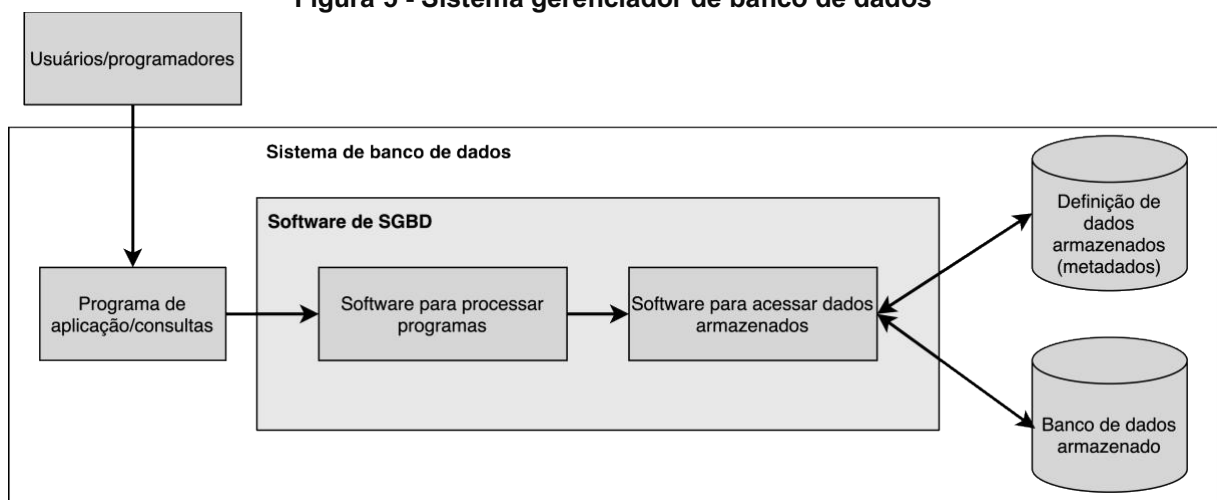 Figura 5 - Sistema gerenciador de banco de dados
Usuários/programadores
Sistema de banco de dados
Software de SGBD
Programa de
aplicação/consultas
Software para processar
programas
Software para acessar dados
armazenados
Definição de
dados
armazenados
(metadados)
Banco de dados
armazenado